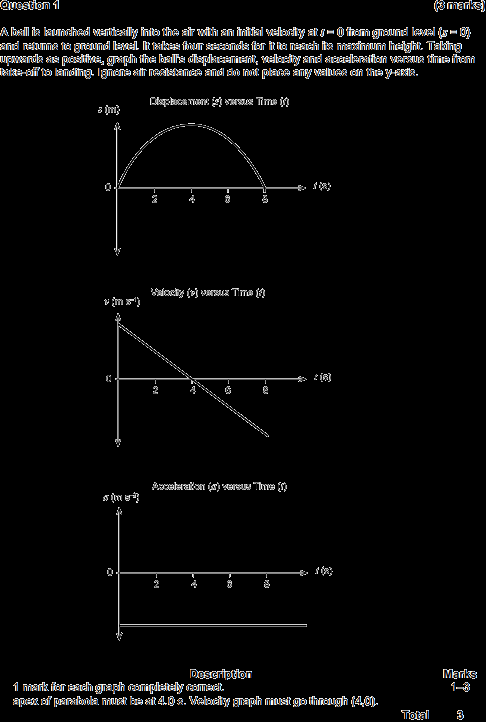 Question 1 (3 marks)
A ball is launched vertically into the air with an initial velocity at t = 0 from ground level (s = 0)
and returns to ground level. It takes four seconds for it to reach its maximum height. Taking
upwards as positive, graph the ball's displacement, velocity and acceleration versus time from
take-off to landing. Ignore air resistance and do not place any values on the y-axis.
Displacement (s) versus Time (t)
s (m)
0
t (s)
2 4 6 8
Velocity (v) versus Time (t)
v (m s⁻¹)
0
t (s)
2 4 6 8
Acceleration (a) versus Time (t)
a (m s⁻²)
0
t (s)
2 4 6 8
Description Marks
1 mark for each graph completely correct. 1–3
apex of parabola must be at 4.0 s. Velocity graph must go through (4,0).
Total 3